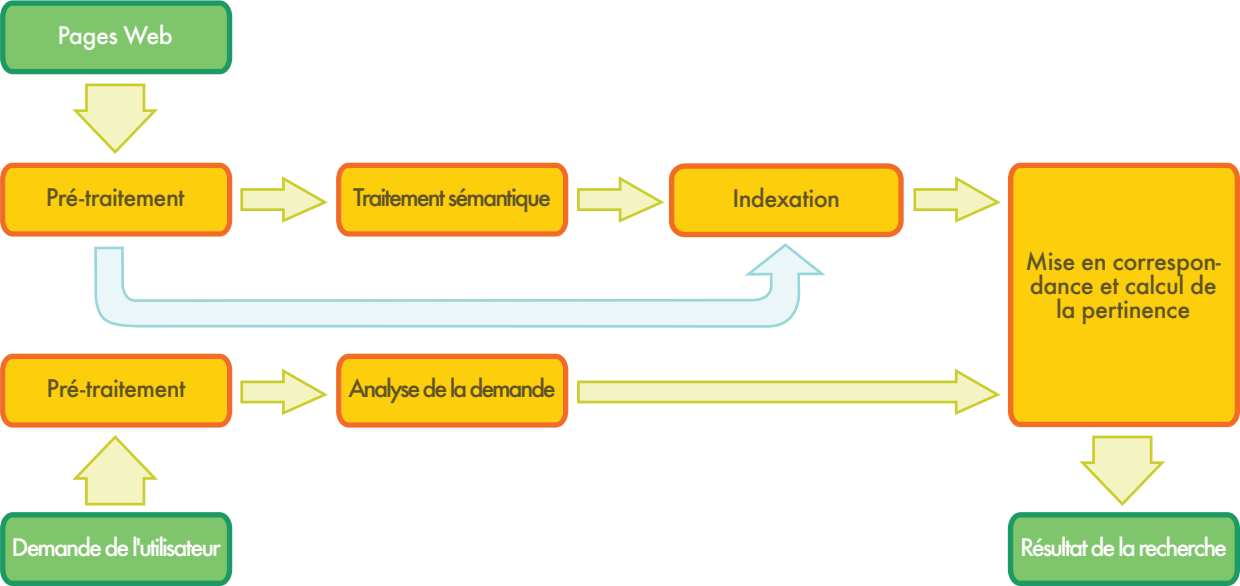 Pages Web
Pré-traitement
Traitement sémantique
Indexation
Mise en correspon-
dance et calcul de
la pertinence
Pré-traitement
Analyse de la demande
Demande de l'utilisateur
Résultat de la recherche